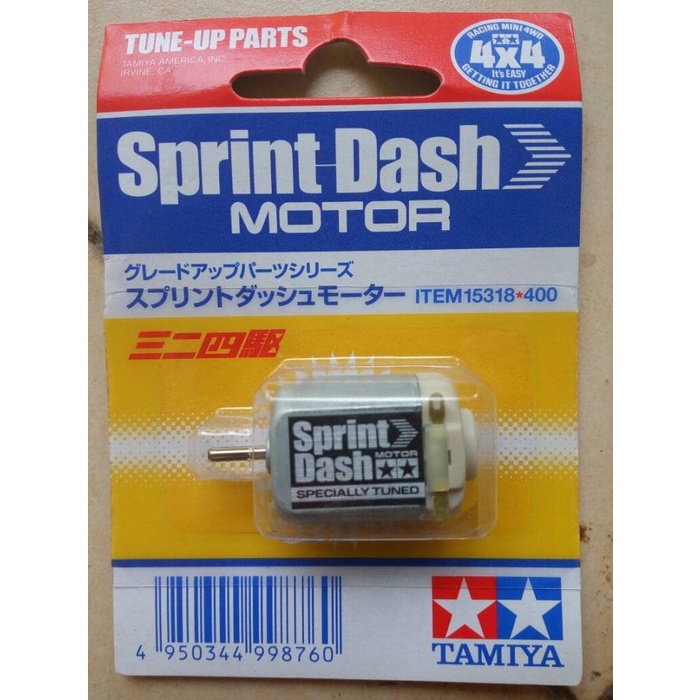 TUNE-UP PARTS
TAMIYA AMERICA, INC.
IRVINE, CA
RACING MINI 4WD
4x4
It's EASY
GETTING IT TOGETHER
Sprint Dash
MOTOR
グレードアップパーツシリーズ
スプリントダッシュモーター ITEM15318*400
ミニ四駆
Sprint
Dash MOTOR
SPECIALLY TUNED
4 950344 998760
TAMIYA